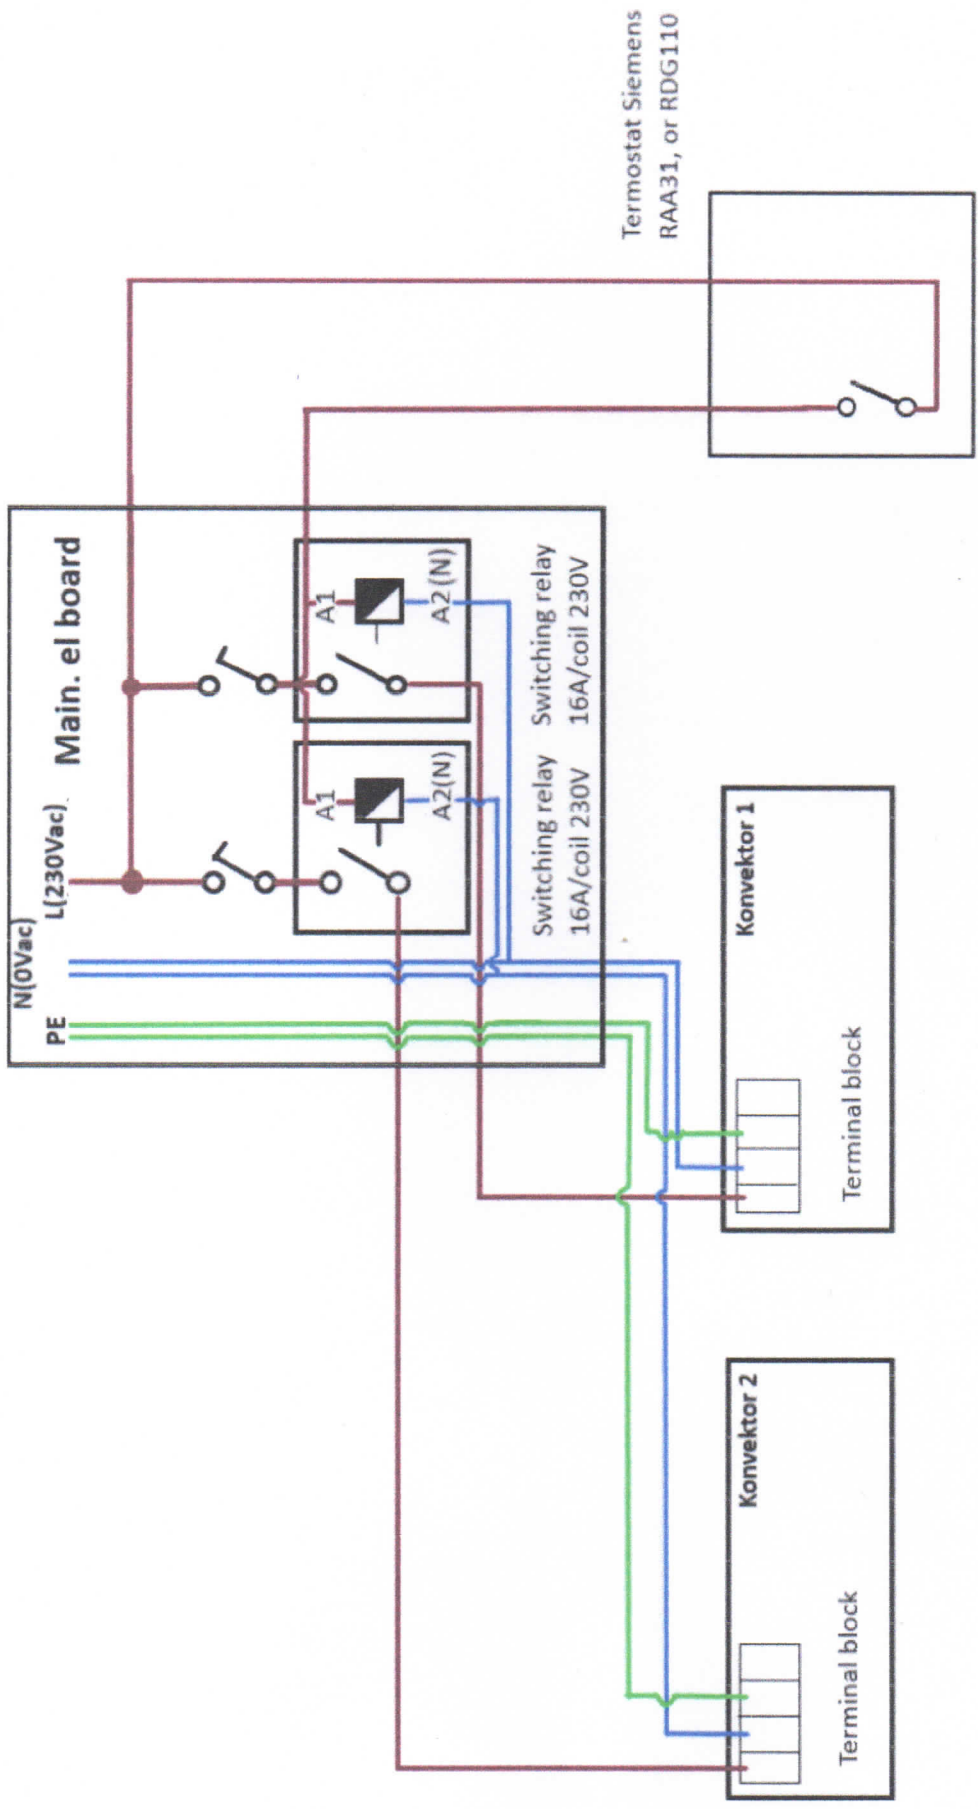 N(0Vac)
PE
L(230Vac)
Main. el board
A1
A2(N)
A1
A2(N)
Switching relay
16A/coil 230V
Switching relay
16A/coil 230V
Termostat Siemens
RAA31, or RDG110
Konvektor 2
Terminal block
Konvektor 1
Terminal block